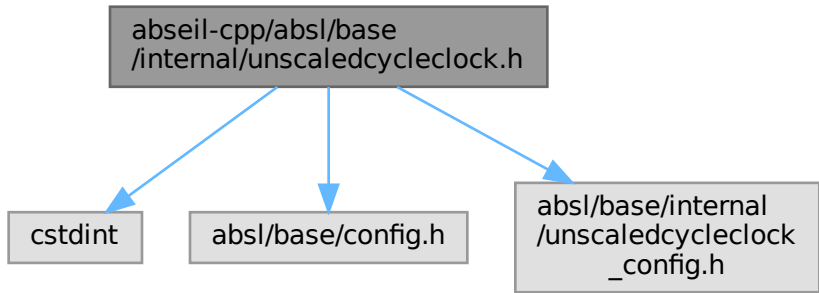 abseil-cpp/absl/base
/internal/unscaledcycleclock.h
cstdint
absl/base/config.h
absl/base/internal
/unscaledcycleclock
_config.h